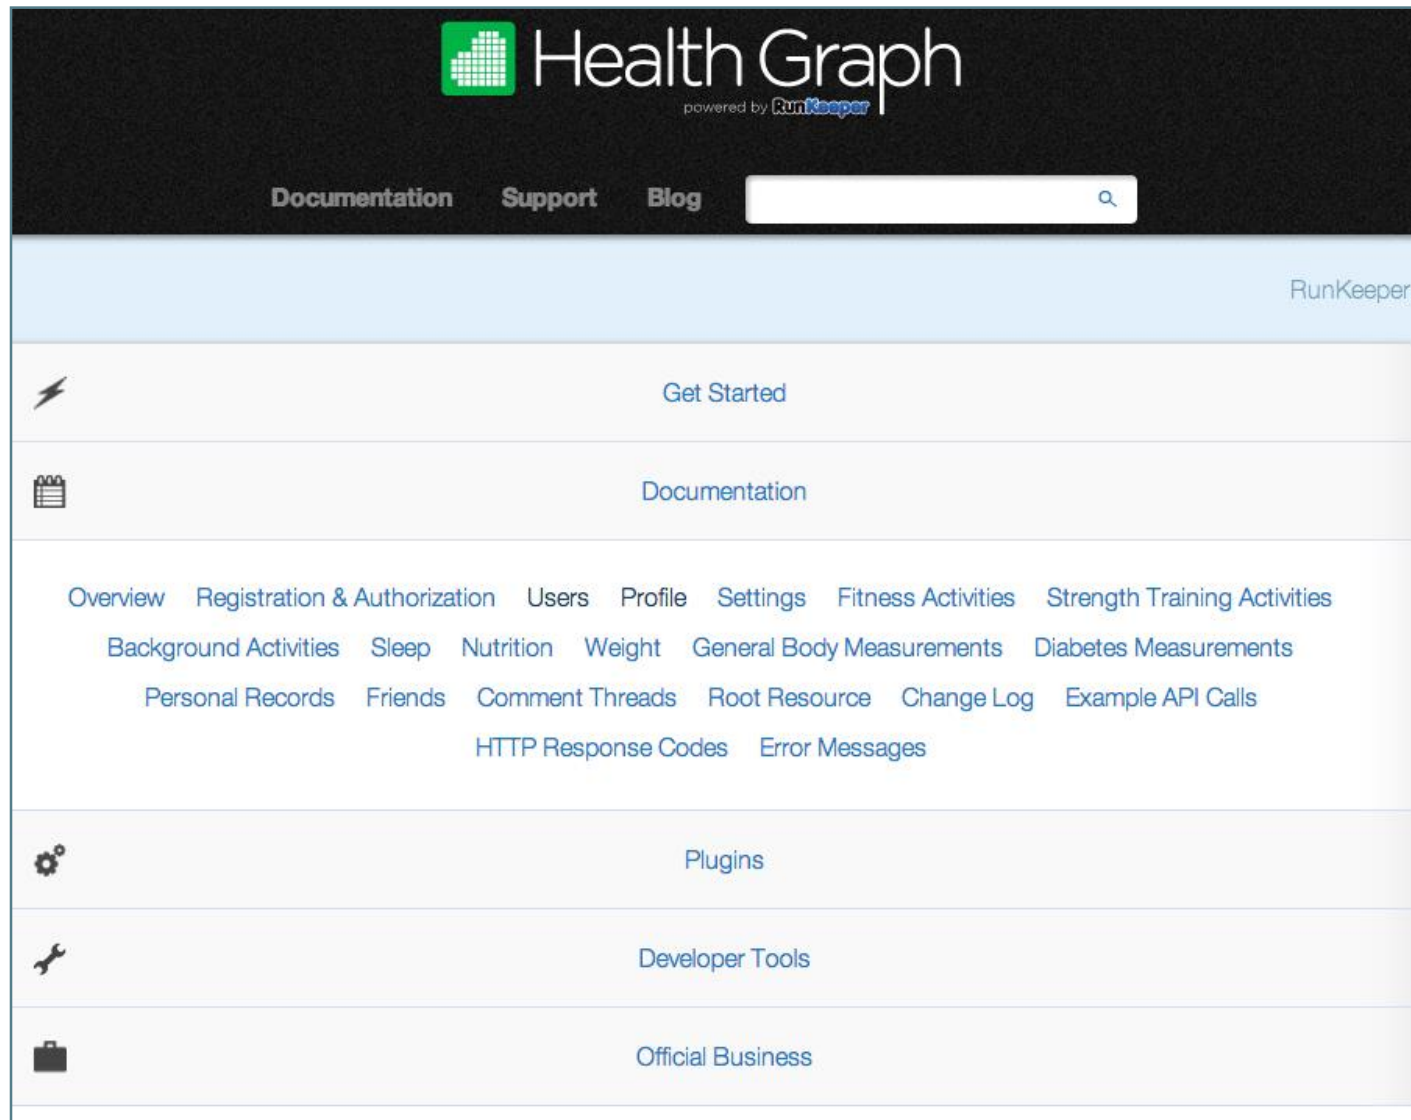 Health Graph
powered by RunKeeper
Documentation Support Blog
RunKeeper
Get Started
Documentation
Overview Registration & Authorization Users Profile Settings Fitness Activities Strength Training Activities
Background Activities Sleep Nutrition Weight General Body Measurements Diabetes Measurements
Personal Records Friends Comment Threads Root Resource Change Log Example API Calls
HTTP Response Codes Error Messages
Plugins
Developer Tools
Official Business